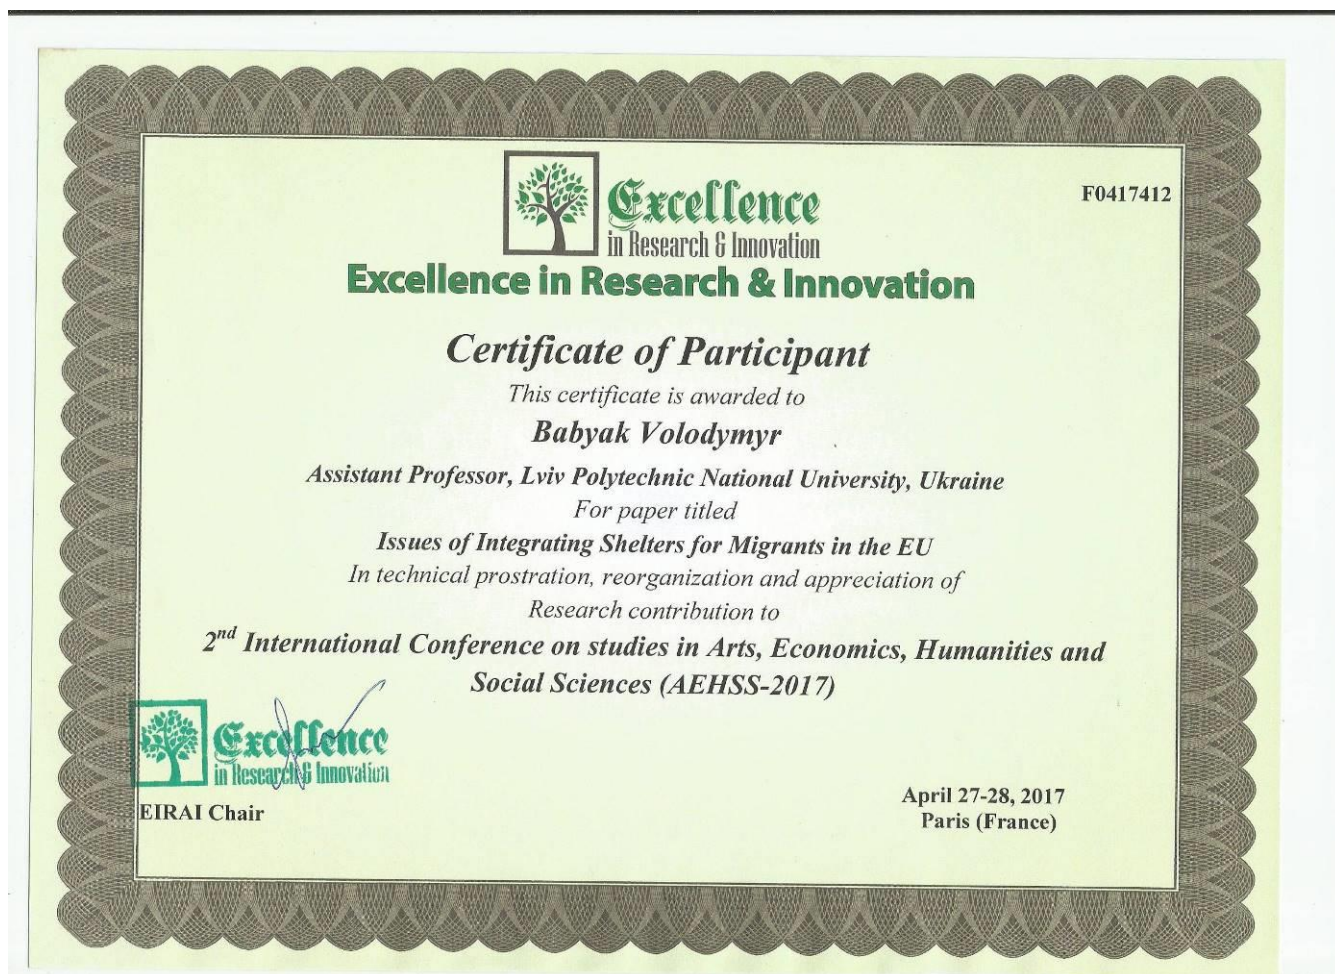 Excellence
in Research & Innovation
F0417412
Excellence in Research & Innovation
Certificate of Participant
This certificate is awarded to
Babyak Volodymyr
Assistant Professor, Lviv Polytechnic National University, Ukraine
For paper titled
Issues of Integrating Shelters for Migrants in the EU
In technical prostration, reorganization and appreciation of
Research contribution to
2nd International Conference on studies in Arts, Economics, Humanities and
Social Sciences (AEHSS-2017)
Excellence
in Research & Innovation
EIRAI Chair
April 27-28, 2017
Paris (France)